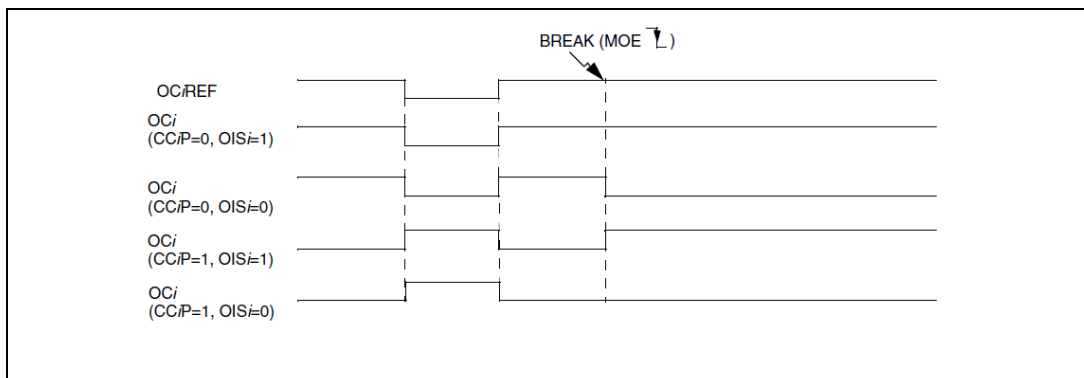 BREAK (MOE )
OCiREF
OCi
(CCiP=0, OISi=1)
OCi
(CCiP=0, OISi=0)
OCi
(CCiP=1, OISi=1)
OCi
(CCiP=1, OISi=0)